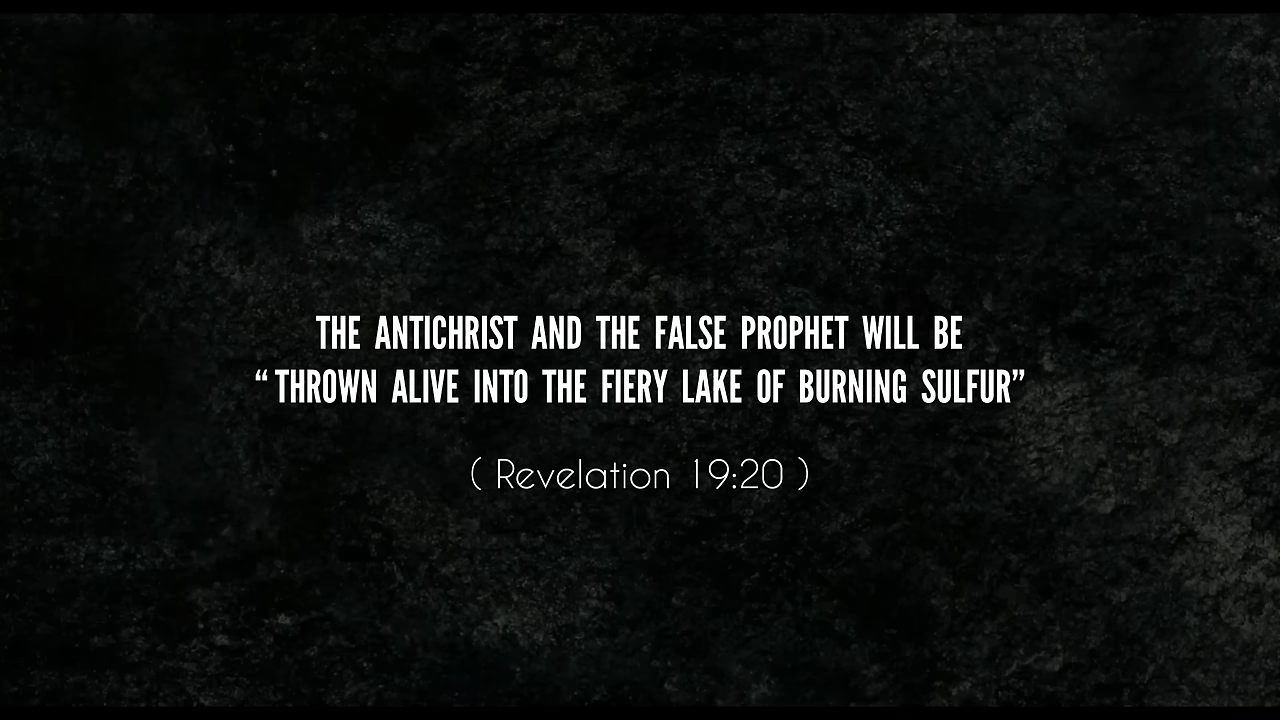 THE ANTICHRIST AND THE FALSE PROPHET WILL BE
“ THROWN ALIVE INTO THE FIERY LAKE OF BURNING SULFUR”
( Revelation 19:20 )